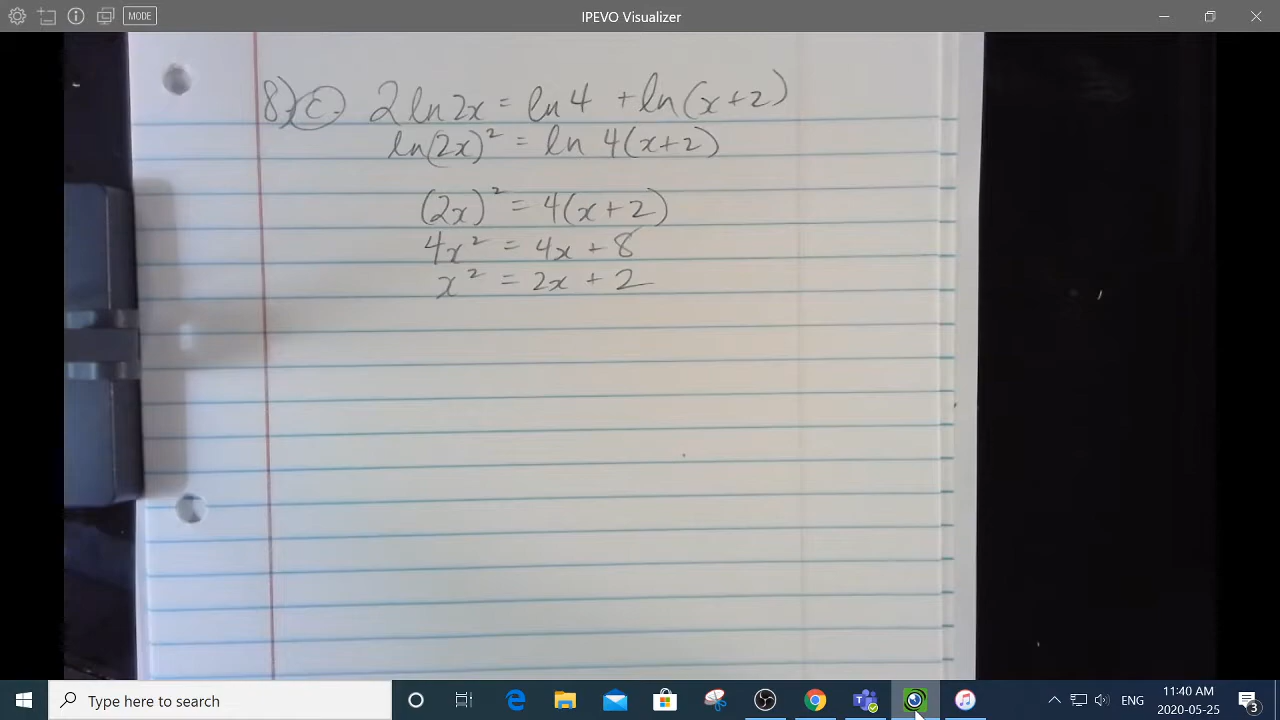 IPEVO Visualizer
MODE
8) c) 2 ln 2x = ln 4 + ln (x+2)
ln(2x)² = ln 4(x+2)
(2x)² = 4(x+2)
4x² = 4x + 8
x² = 2x + 2
Type here to search
ENG
11:40 AM
2020-05-25
3